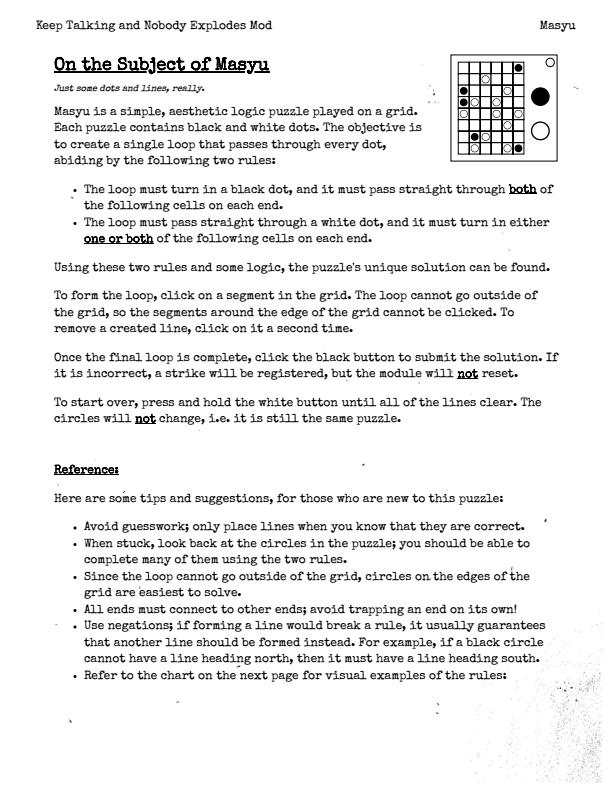 Keep Talking and Nobody Explodes Mod
Masyu
On the Subject of Masyu
Just some dots and lines, really.
Masyu is a simple, aesthetic logic puzzle played on a grid.
Each puzzle contains black and white dots. The objective is
to create a single loop that passes through every dot,
abiding by the following two rules:
• The loop must turn in a black dot, and it must pass straight through both of
the following cells on each end.
• The loop must pass straight through a white dot, and it must turn in either
one or both of the following cells on each end.
Using these two rules and some logic, the puzzle's unique solution can be found.
To form the loop, click on a segment in the grid. The loop cannot go outside of
the grid, so the segments around the edge of the grid cannot be clicked. To
remove a created line, click on it a second time.
Once the final loop is complete, click the black button to submit the solution. If
it is incorrect, a strike will be registered, but the module will not reset.
To start over, press and hold the white button until all of the lines clear. The
circles will not change, i.e. it is still the same puzzle.
Reference:
Here are some tips and suggestions, for those who are new to this puzzle:
• Avoid guesswork; only place lines when you know that they are correct.
• When stuck, look back at the circles in the puzzle; you should be able to
complete many of them using the two rules.
• Since the loop cannot go outside of the grid, circles on the edges of the
grid are easiest to solve.
• All ends must connect to other ends; avoid trapping an end on its own!
• Use negations; if forming a line would break a rule, it usually guarantees
that another line should be formed instead. For example, if a black circle
cannot have a line heading north, then it must have a line heading south.
• Refer to the chart on the next page for visual examples of the rules: